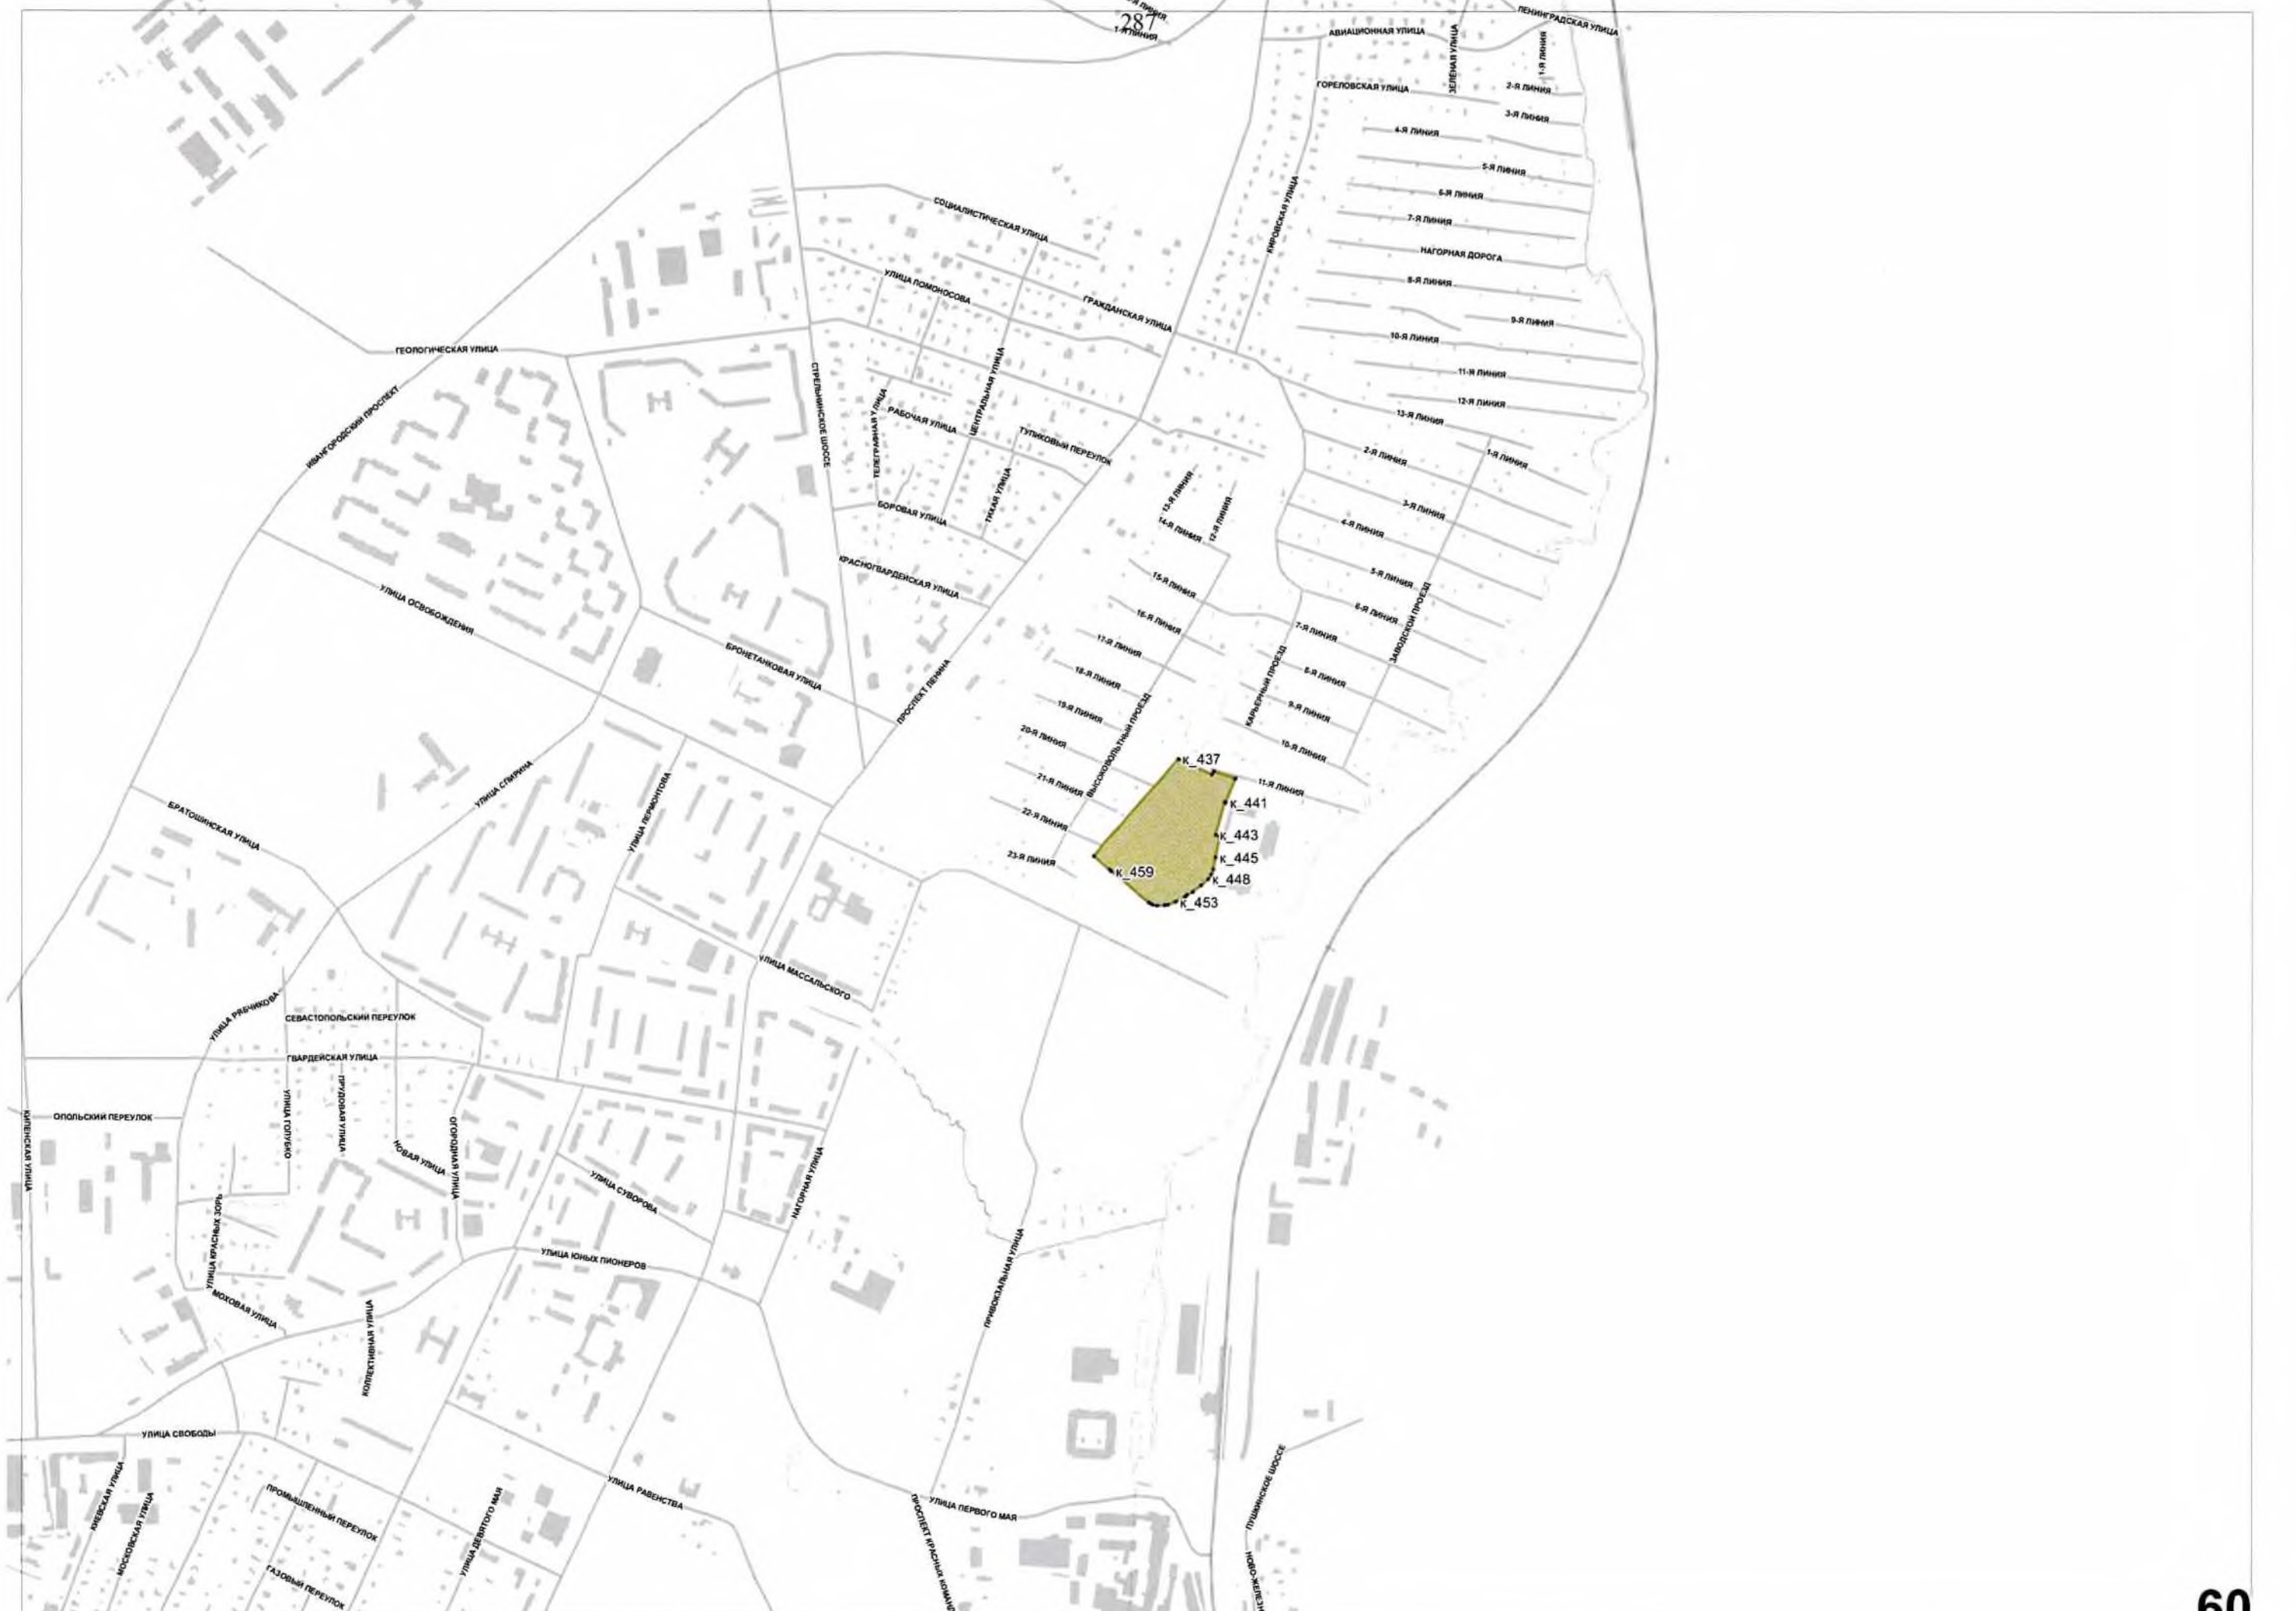 287
1-Я ЛИНИЯ
ЛЕНИНГРАДСКАЯ УЛИЦА
АВИАЦИОННАЯ УЛИЦА
ЗЕЛЕНАЯ УЛИЦА
1-Я ЛИНИЯ
ГОРЕЛОВСКАЯ УЛИЦА
2-Я ЛИНИЯ
3-Я ЛИНИЯ
4-Я ЛИНИЯ
5-Я ЛИНИЯ
6-Я ЛИНИЯ
КИРОВСКАЯ УЛИЦА
7-Я ЛИНИЯ
СОЦИАЛИСТИЧЕСКАЯ УЛИЦА
НАГОРНАЯ ДОРОГА
8-Я ЛИНИЯ
УЛИЦА ЛОМОНОСОВА
ГРАЖДАНСКАЯ УЛИЦА
9-Я ЛИНИЯ
10-Я ЛИНИЯ
ГЕОЛОГИЧЕСКАЯ УЛИЦА
11-Я ЛИНИЯ
ИВАНГОРОДСКИЙ ПРОСПЕКТ
СТРЕЛЬНИНСКОЕ ШОССЕ
ЦЕНТРАЛЬНАЯ УЛИЦА
12-Я ЛИНИЯ
ТЕЛЕГРАФНАЯ УЛИЦА
РАБОЧАЯ УЛИЦА
13-Я ЛИНИЯ
ТУПИКОВЫЙ ПЕРЕУЛОК
2-Я ЛИНИЯ
1-Я ЛИНИЯ
ТИХАЯ УЛИЦА
13-Я ЛИНИЯ
12-Я ЛИНИЯ
БОРОВАЯ УЛИЦА
3-Я ЛИНИЯ
14-Я ЛИНИЯ
4-Я ЛИНИЯ
КРАСНОГВАРДЕЙСКАЯ УЛИЦА
15-Я ЛИНИЯ
5-Я ЛИНИЯ
УЛИЦА ОСВОБОЖДЕНИЯ
16-Я ЛИНИЯ
6-Я ЛИНИЯ
ЗАВОДСКОЙ ПРОЕЗД
7-Я ЛИНИЯ
17-Я ЛИНИЯ
БРОНЕТАНКОВАЯ УЛИЦА
ПРОСПЕКТ ЛЕНИНА
18-Я ЛИНИЯ
КАРЬЕРНЫЙ ПРОЕЗД
8-Я ЛИНИЯ
19-Я ЛИНИЯ
9-Я ЛИНИЯ
20-Я ЛИНИЯ
ВЫСОКОВОЛЬТНЫЙ ПРОЕЗД
10-Я ЛИНИЯ
к_437
УЛИЦА СПИРИНА
21-Я ЛИНИЯ
11-Я ЛИНИЯ
УЛИЦА ЛЕРМОНТОВА
к_441
БРАТОШИНСКАЯ УЛИЦА
22-Я ЛИНИЯ
к_443
23-Я ЛИНИЯ
к_445
к_459
к_448
к_453
УЛИЦА МАССАЛЬСКОГО
УЛИЦА РЯБЧИКОВА
СЕВАСТОПОЛЬСКИЙ ПЕРЕУЛОК
ГВАРДЕЙСКАЯ УЛИЦА
ОПОЛЬСКИЙ ПЕРЕУЛОК
КИПЕНСКАЯ УЛИЦА
УЛИЦА ГОЛУБКО
ПРУДОВАЯ УЛИЦА
НОВАЯ УЛИЦА
ОГОРОДНАЯ УЛИЦА
УЛИЦА СУВОРОВА
НАГОРНАЯ УЛИЦА
УЛИЦА КРАСНЫХ ЗОРЬ
УЛИЦА ЮНЫХ ПИОНЕРОВ
ПРИВОКЗАЛЬНАЯ УЛИЦА
МОХОВАЯ УЛИЦА
КОЛЛЕКТИВНАЯ УЛИЦА
УЛИЦА СВОБОДЫ
КИЕВСКАЯ УЛИЦА
МОСКОВСКАЯ УЛИЦА
ПРОМЫШЛЕННЫЙ ПЕРЕУЛОК
УЛИЦА ДЕВЯТОГО МАЯ
УЛИЦА РАВЕНСТВА
УЛИЦА ПЕРВОГО МАЯ
ПРОСПЕКТ КРАСНЫХ КОМАНД
ПУШКИНСКОЕ ШОССЕ
НОВО-ЖЕЛЕЗН
ГАЗОВЫЙ ПЕРЕУЛОК
60